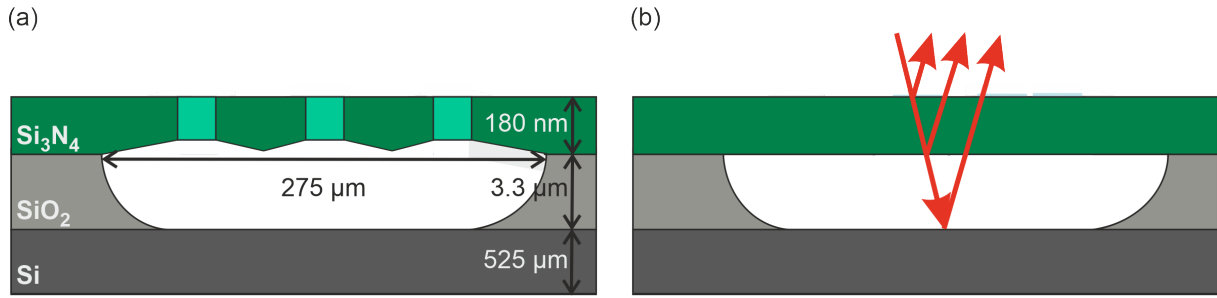 (a)
(b)
Si₃N₄
180 nm
275 µm
3.3 µm
SiO₂
Si
525 µm